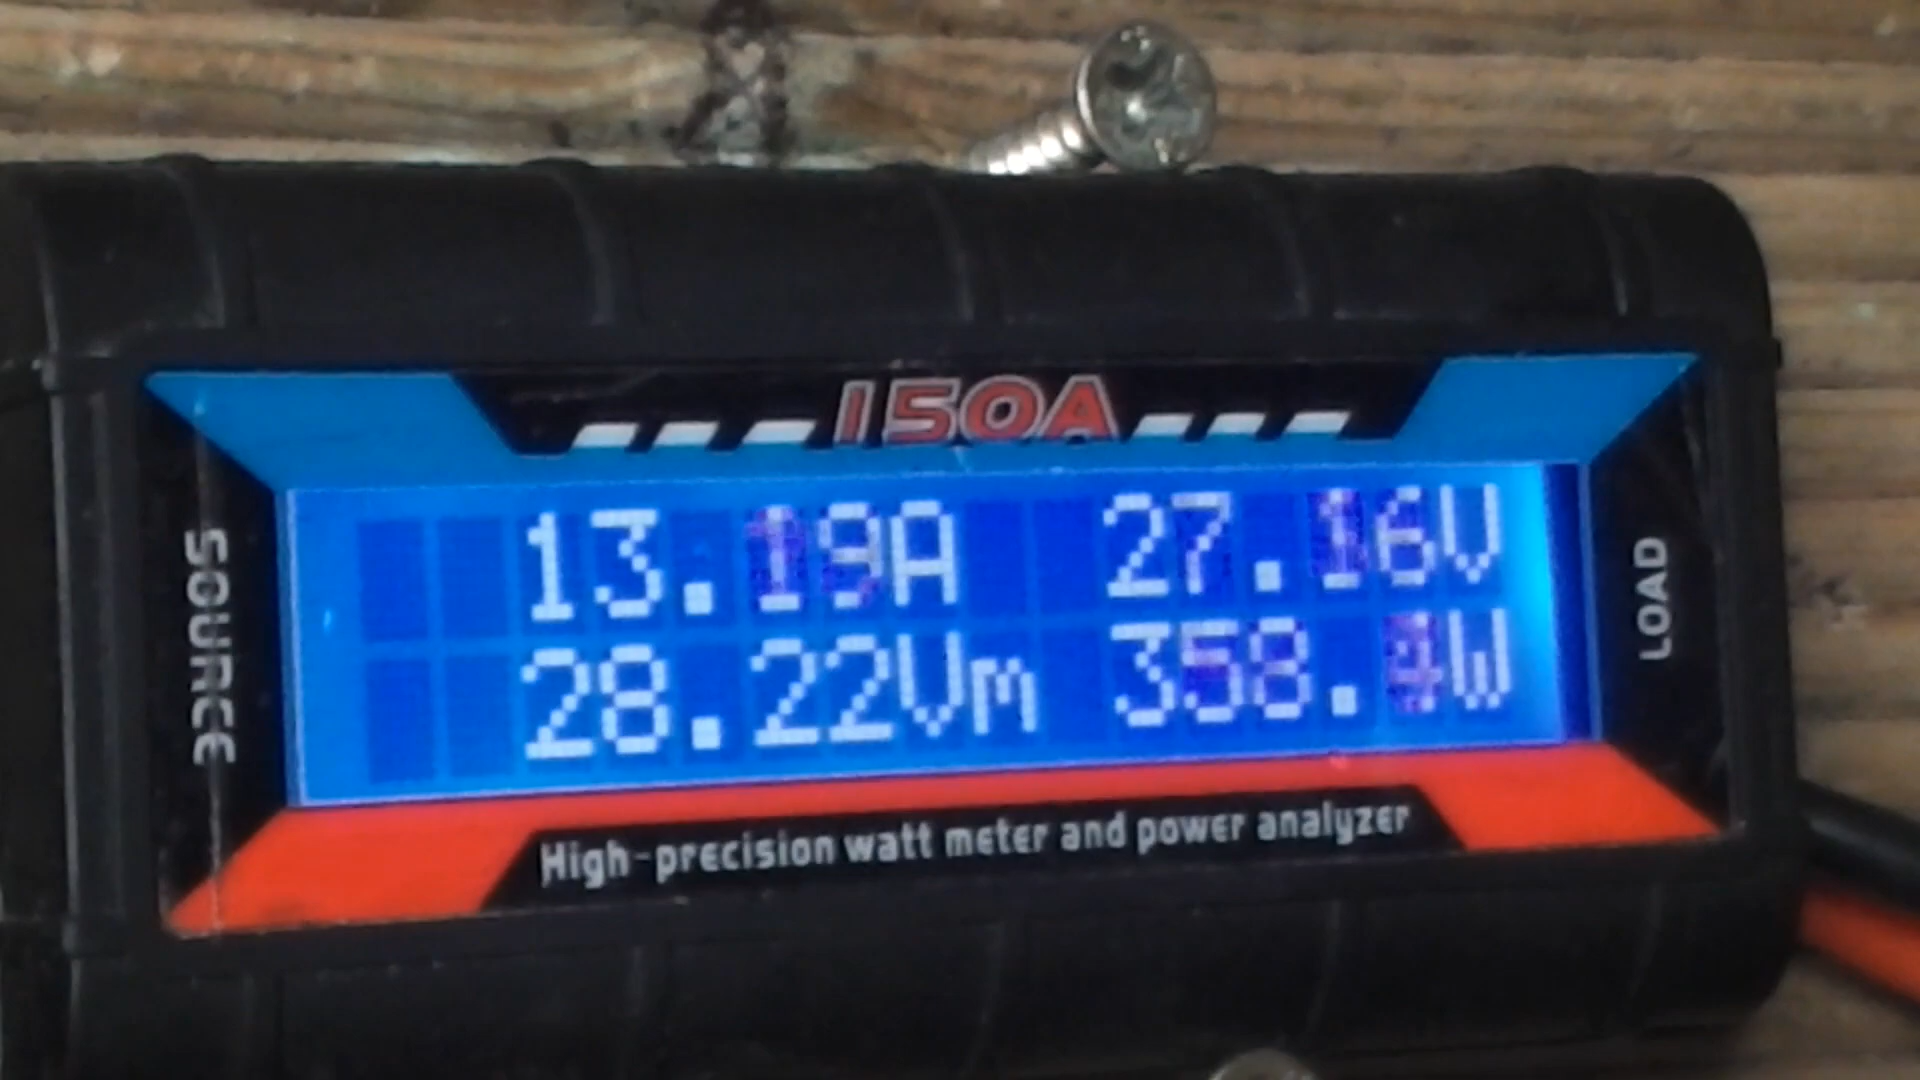 150A
SOURCE
13.19A 27.16V
28.22Vm 358.4W
LOAD
High-precision watt meter and power analyzer